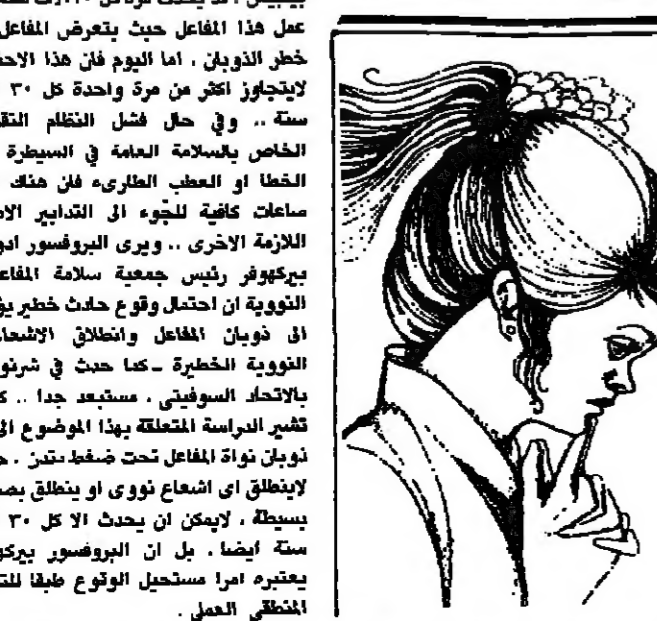 عمل هذا المفاعل حيث يتعرض المفاعل
خطر الذوبان ، اما اليوم فان هذا الاحت
لايتجاوز اكثر من مرة واحدة كل ٣٠
سنة .. وفي حال فشل النظام التق
الخاص بالسلامة العامة في السيطرة
الخطا او العطب الطارىء فان هناك
ساعات كافية للجوء الى التدابير الا
اللازمة الاخرى .. ويرى البروفسور ادو
بيركهوفر رئيس جمعية سلامة المفاع
النووية ان احتمال وقوع حادث خطير يؤ
الى ذوبان المفاعل وانطلاق الاشعا
النووية الخطيرة ـ كما حدث في شرنو
بالاتحاد السوفيتي ، مستبعد جدا .. ك
تشير الدراسة المتعلقة بهذا الموضوع الى
ذوبان نواة المفاعل تحت ضغط متدن ، ح
لاينطلق اى اشعاع نووى او ينطلق بص
بسيطة ، لايمكن ان يحدث الا كل ٣٠
سنة ايضا ، بل ان البروفسور بيركو
يعتبره امرا مستحيل الوقوع طبقا للت
المنطقي العملي .